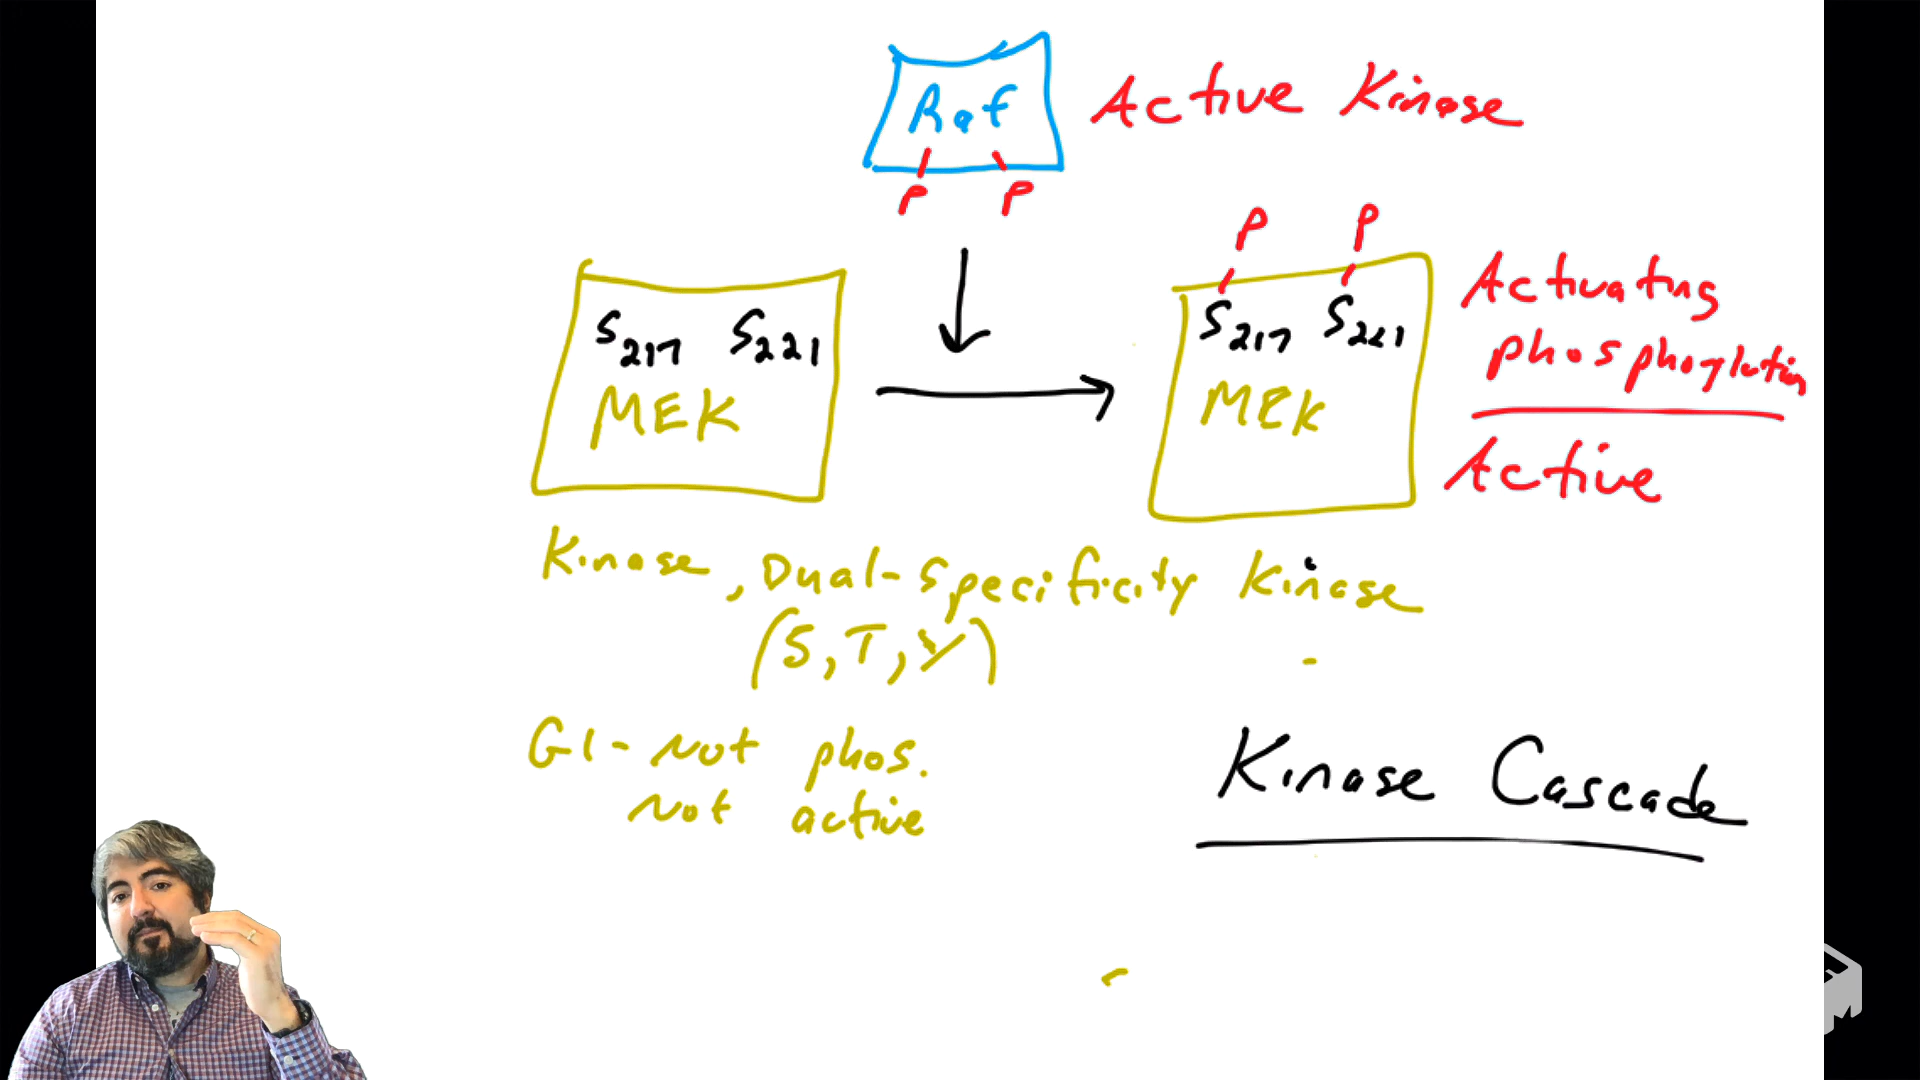 Raf
Active Kinase
P P
P P
S217 S221
MEK
S217 S221
MEK
Activating
phosphorylation
Active
Kinase, Dual-specificity Kinase
(S, T, Y)
G1 - not phos.
not active
Kinase Cascade
M